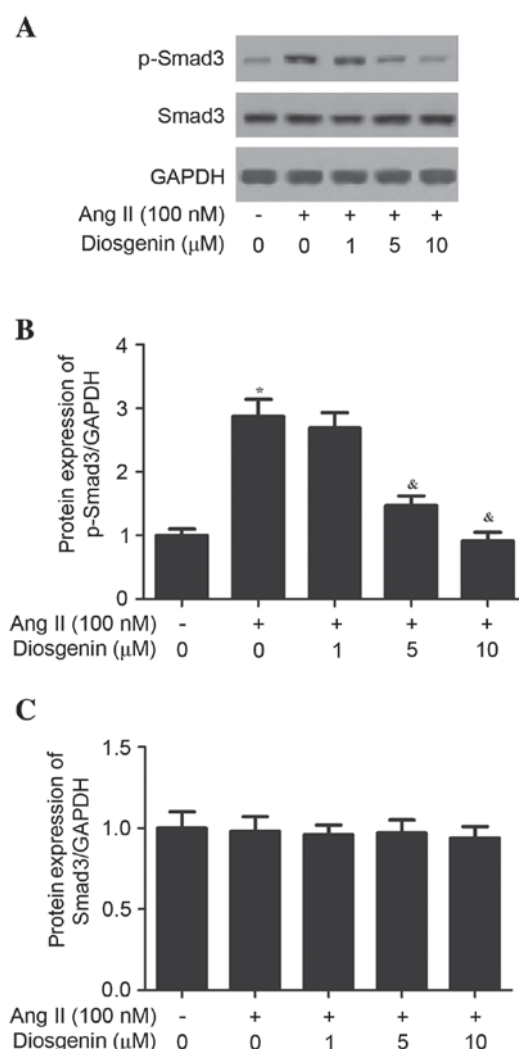 A
p-Smad3
Smad3
GAPDH
Ang II (100 nM) - + + + +
Diosgenin (μM) 0 0 1 5 10
B
Protein expression of
p-Smad3/GAPDH
4
3
2
1
0
*
&
&
Ang II (100 nM) - + + + +
Diosgenin (μM) 0 0 1 5 10
C
Protein expression of
Smad3/GAPDH
1.5
1.0
0.5
0.0
Ang II (100 nM) - + + + +
Diosgenin (μM) 0 0 1 5 10